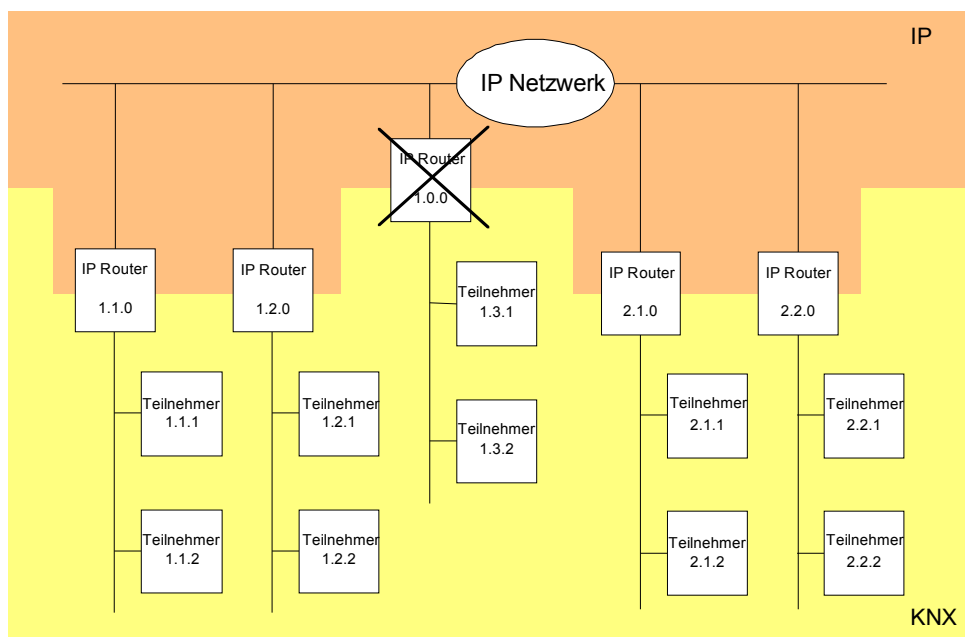 IP
IP Netzwerk
IP Router
1.0.0
IP Router
1.1.0
IP Router
1.2.0
IP Router
2.1.0
IP Router
2.2.0
Teilnehmer
1.3.1
Teilnehmer
1.3.2
Teilnehmer
1.1.1
Teilnehmer
1.2.1
Teilnehmer
2.1.1
Teilnehmer
2.2.1
Teilnehmer
1.1.2
Teilnehmer
1.2.2
Teilnehmer
2.1.2
Teilnehmer
2.2.2
KNX